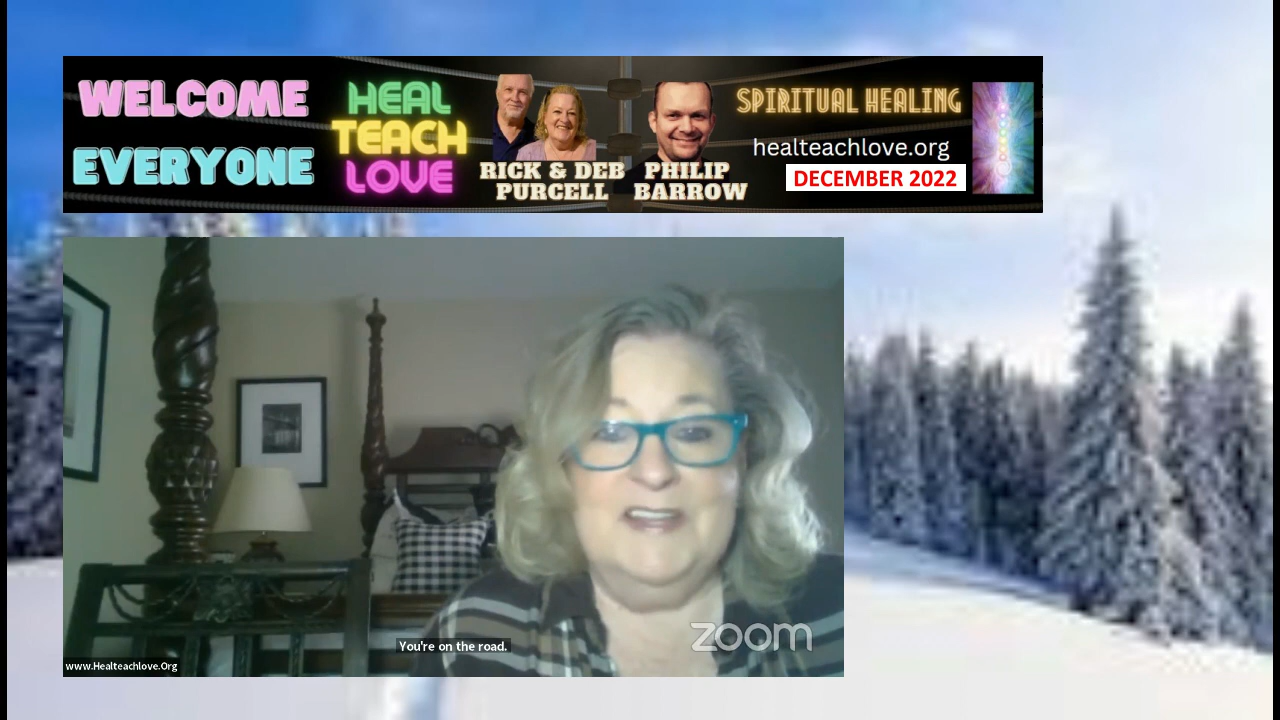 WELCOME
EVERYONE
HEAL
TEACH
LOVE
RICK & DEB
PURCELL
PHILIP
BARROW
SPIRITUAL HEALING
healteachlove.org
DECEMBER 2022
You're on the road.
zoom
www.Healteachlove.Org